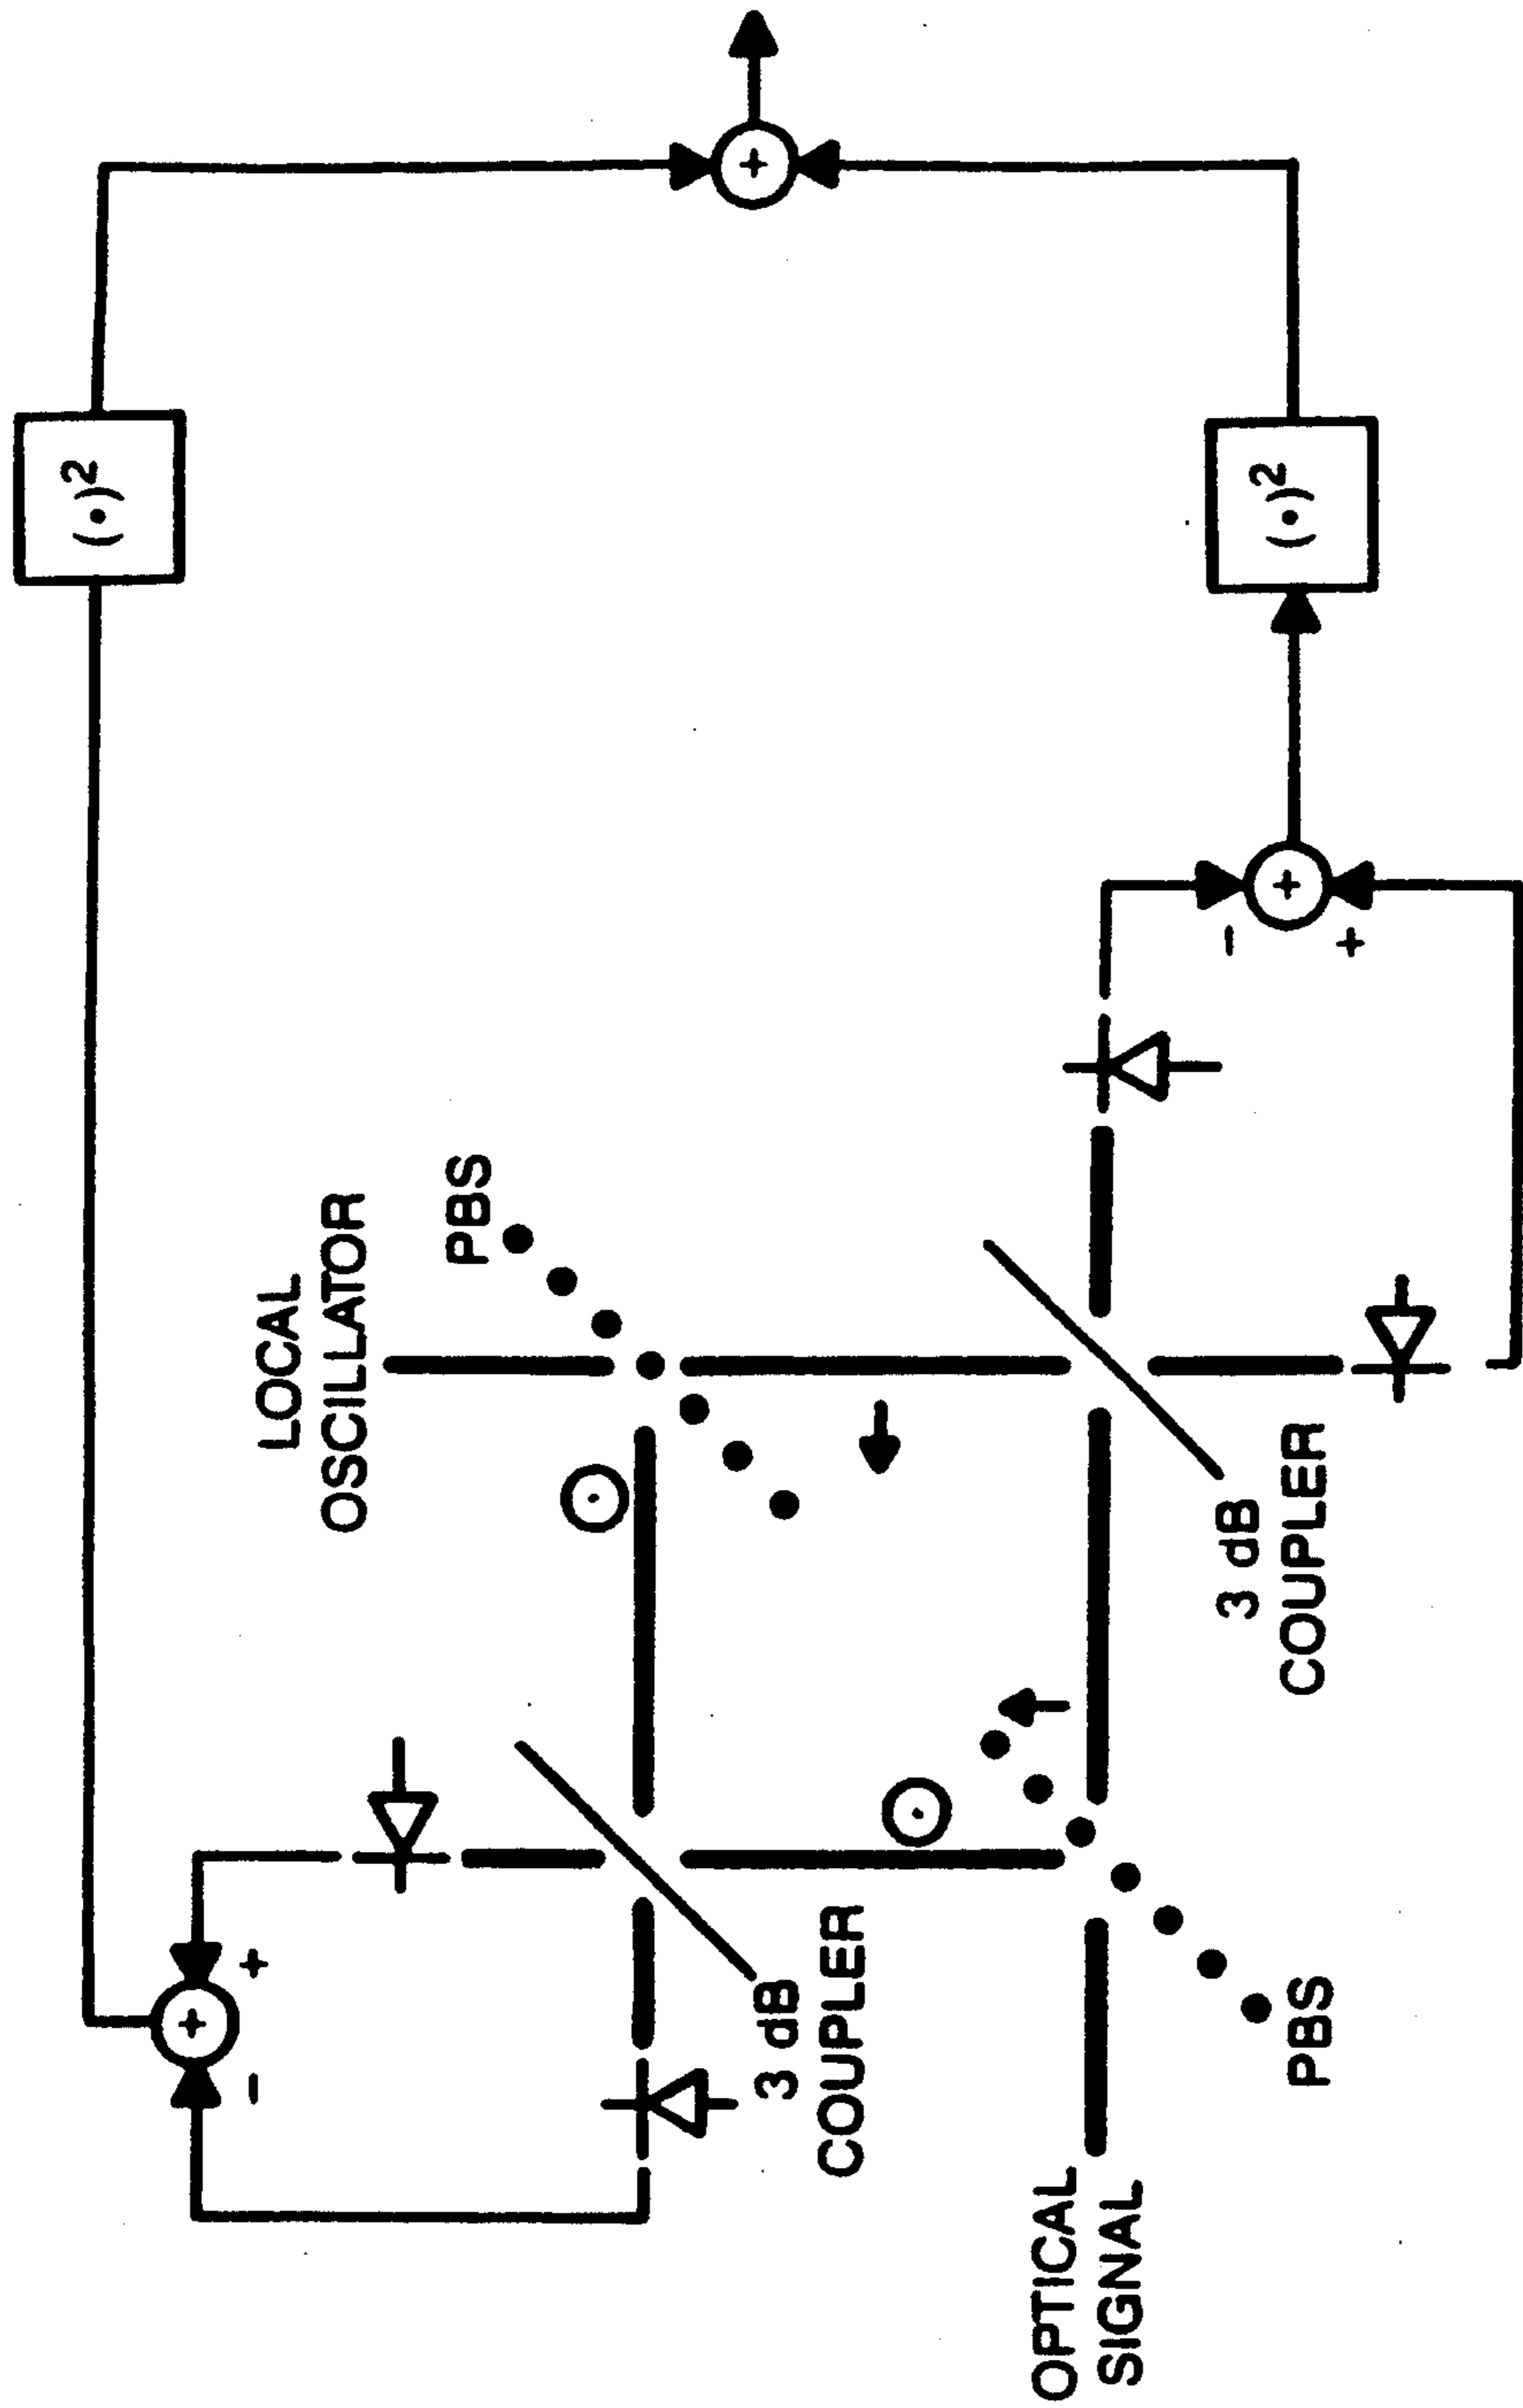 (•)²
+
+
-
+
LOCAL
OSCILLATOR
PBS
3 dB
COUPLER
OPTICAL
SIGNAL
PBS
3 dB
COUPLER
-
+
+
(•)²
+